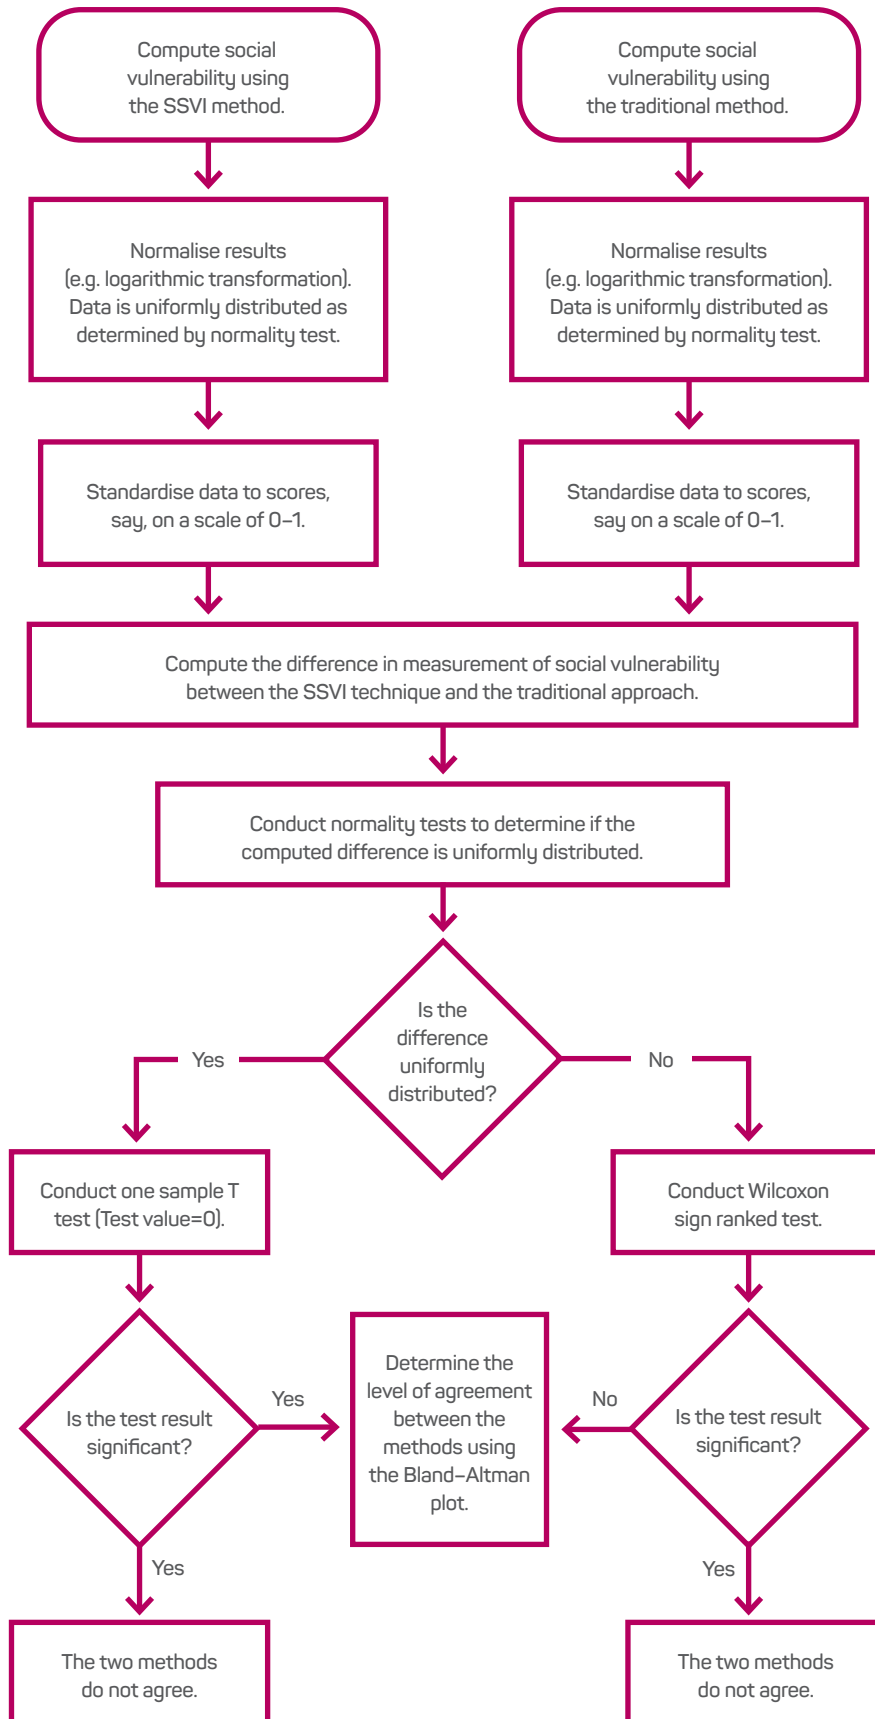 Compute social
vulnerability using
the SSVI method.
Compute social
vulnerability using
the traditional method.
Normalise results
(e.g. logarithmic transformation).
Data is uniformly distributed as
determined by normality test.
Normalise results
(e.g. logarithmic transformation).
Data is uniformly distributed as
determined by normality test.
Standardise data to scores,
say, on a scale of 0–1.
Standardise data to scores,
say on a scale of 0–1.
Compute the difference in measurement of social vulnerability
between the SSVI technique and the traditional approach.
Conduct normality tests to determine if the
computed difference is uniformly distributed.
Is the
difference
uniformly
distributed?
Yes
No
Conduct one sample T
test (Test value=0).
Conduct Wilcoxon
sign ranked test.
Is the test result
significant?
Yes
Determine the
level of agreement
between the
methods using
the Bland–Altman
plot.
No
Is the test result
significant?
Yes
Yes
The two methods
do not agree.
The two methods
do not agree.